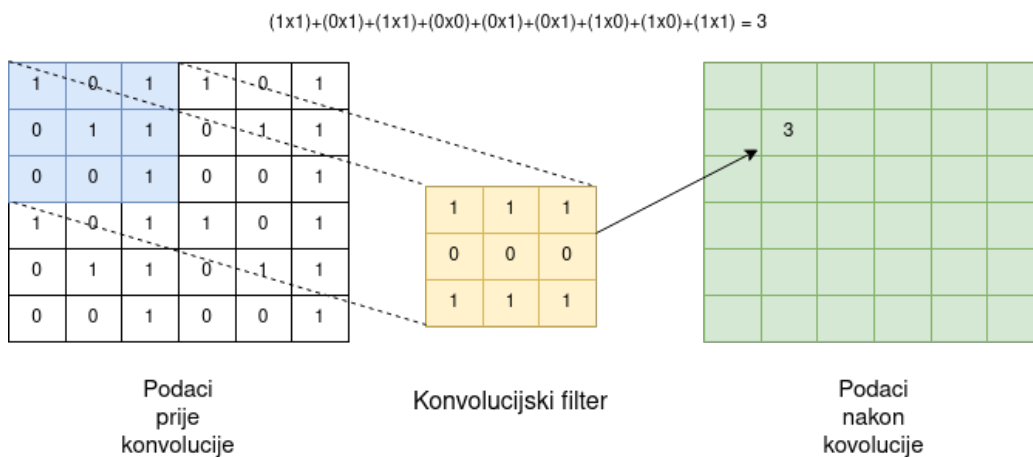 (1x1)+(0x1)+(1x1)+(0x0)+(0x1)+(0x1)+(1x0)+(1x0)+(1x1) = 3
1 0 1 1 0 1
0 1 1 0 1 1
0 0 1 0 0 1
1 0 1 1 0 1
0 1 1 0 1 1
0 0 1 0 0 1
1 1 1
0 0 0
1 1 1
3
Podaci
prije
konvolucije
Konvolucijski filter
Podaci
nakon
kovolucije